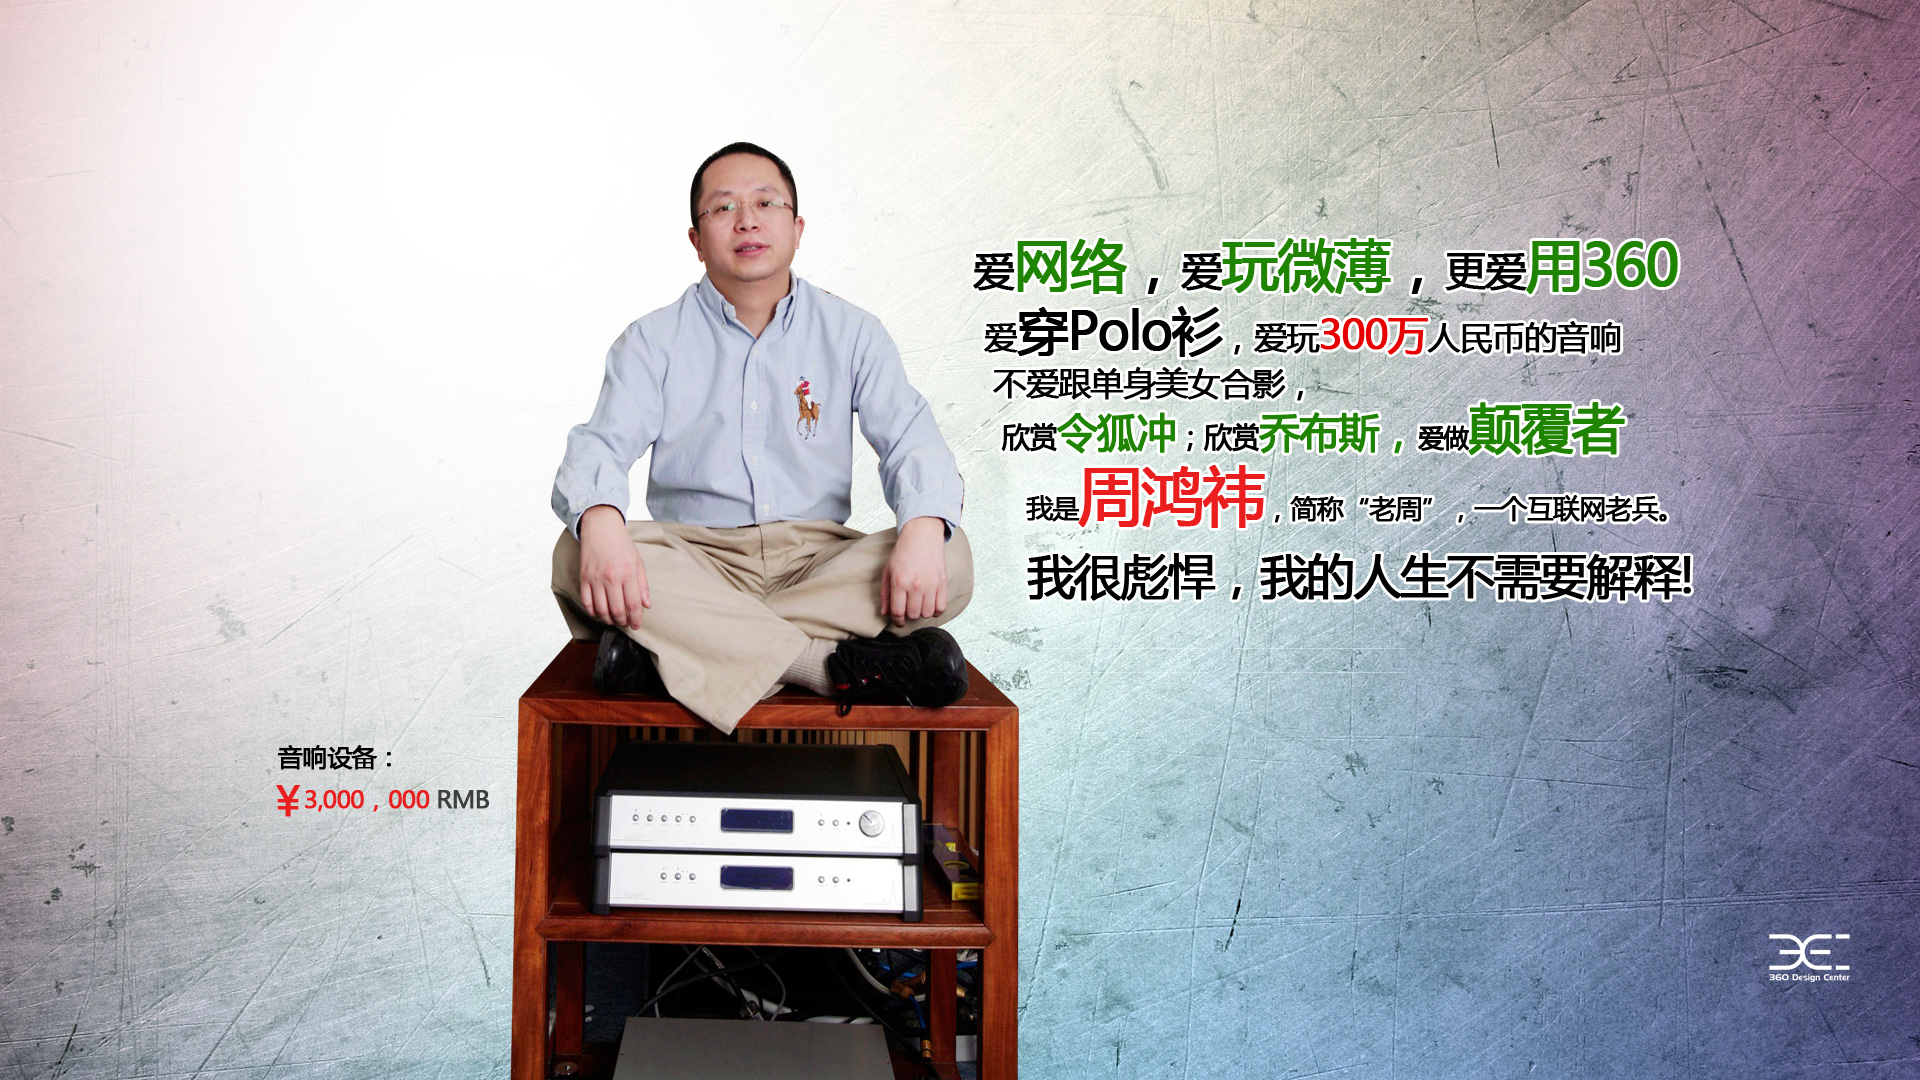 爱网络，爱玩微薄，更爱用360
爱穿Polo衫，爱玩300万人民币的音响
不爱跟单身美女合影，
欣赏令狐冲；欣赏乔布斯，爱做颠覆者
我是周鸿祎，简称“老周”，一个互联网老兵。
我很彪悍，我的人生不需要解释!
音响设备：
￥3,000，000 RMB
360 Design Center